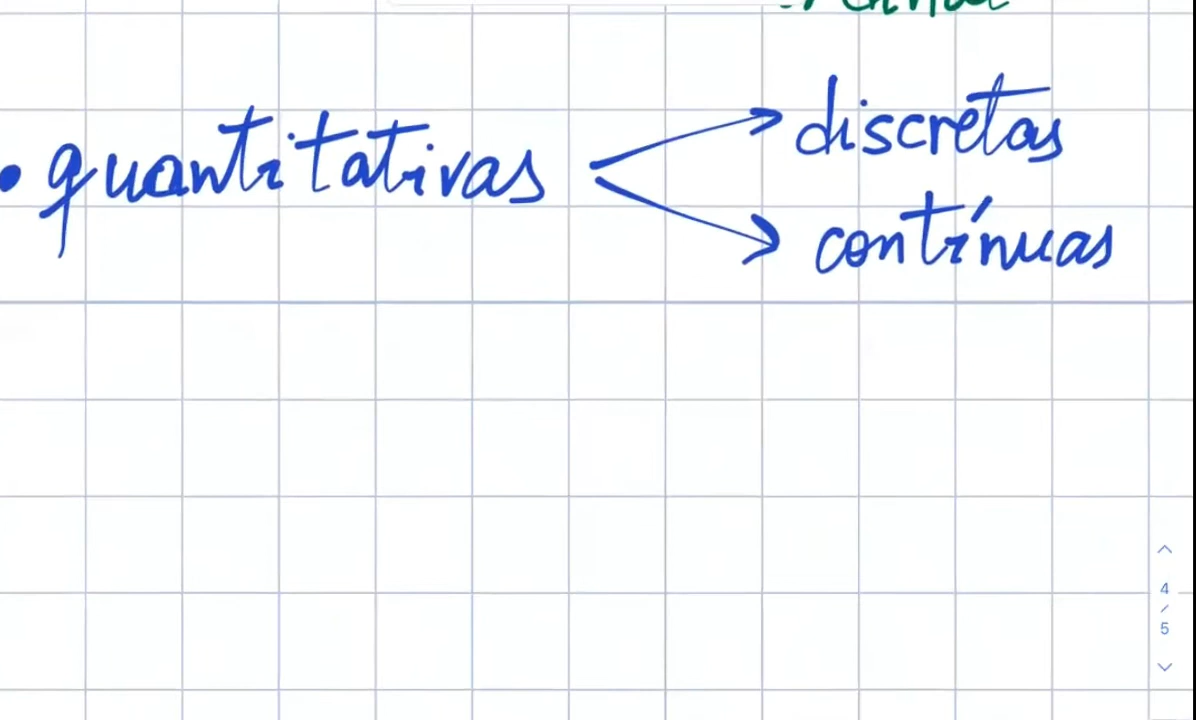 • quantitativas
discretas
contínuas
4
/
5